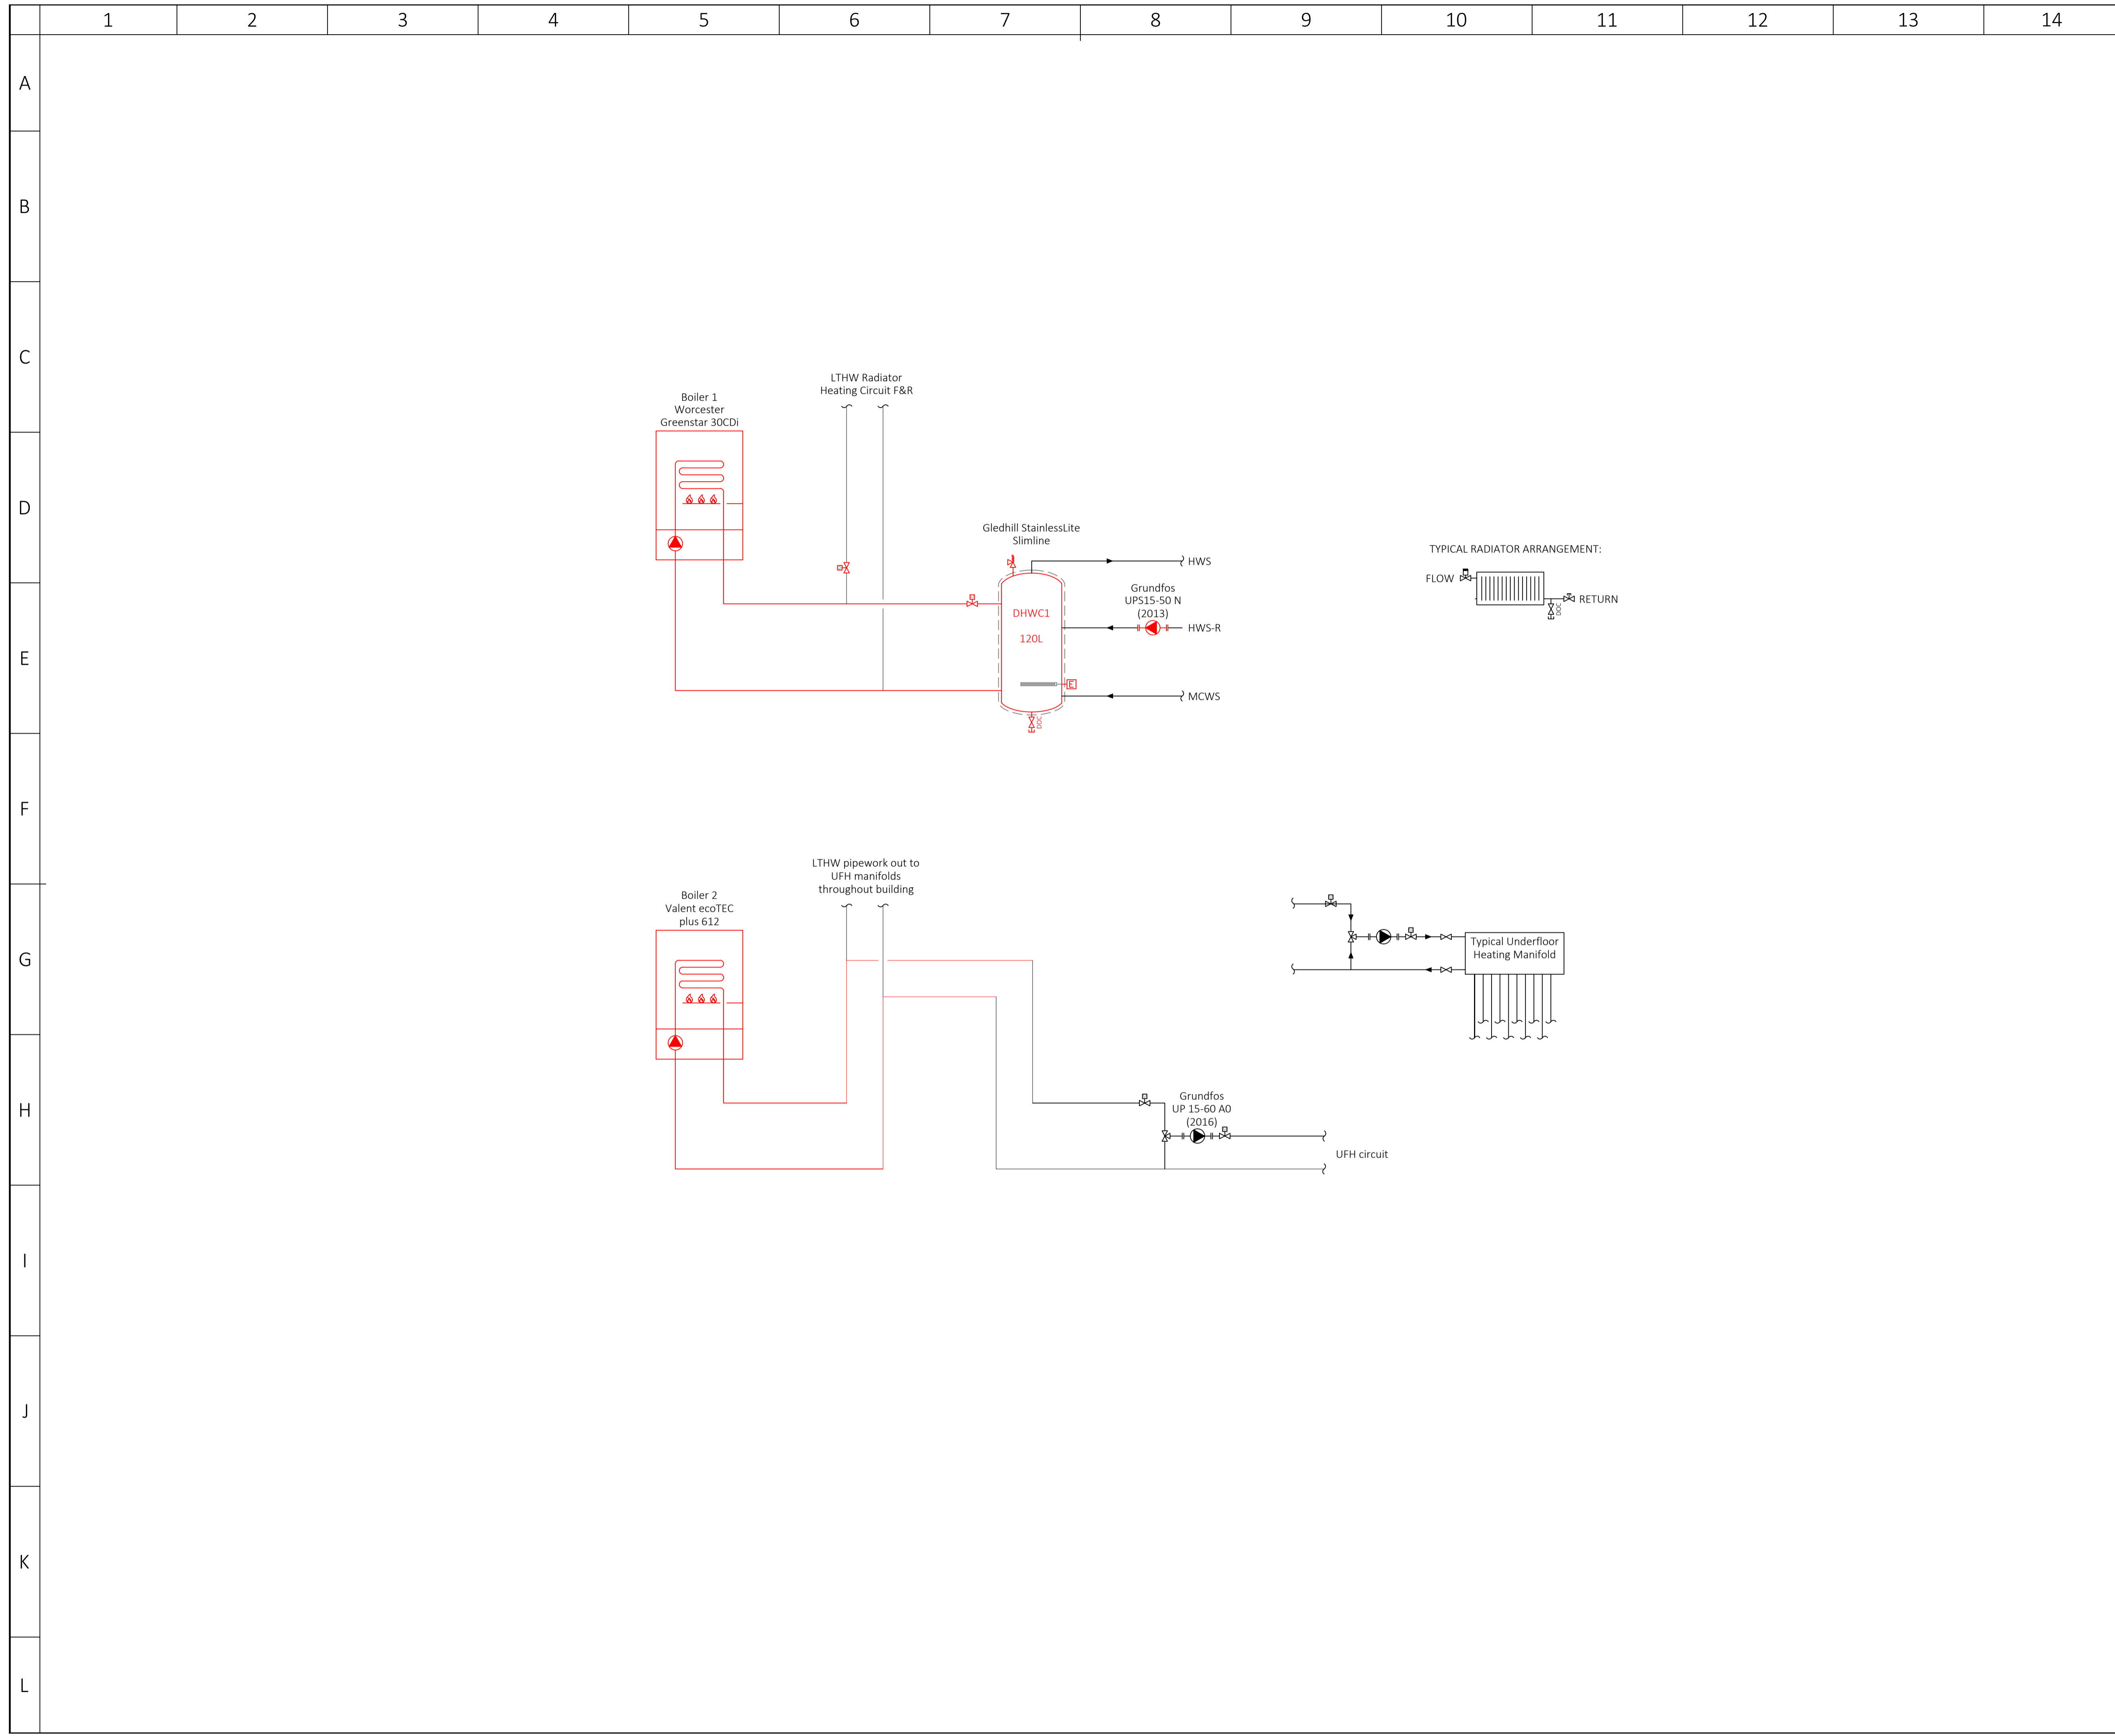 1 2 3 4 5 6 7 8 9 10 11 12 13 14
A
B
C
D
E
F
G
H
I
J
K
L
LTHW Radiator
Heating Circuit F&R
Boiler 1
Worcester
Greenstar 30CDi
Gledhill StainlessLite
Slimline
HWS
DHWC1
120L
Grundfos
UPS15-50 N
(2013)
HWS-R
E
MCWS
DOC
TYPICAL RADIATOR ARRANGEMENT:
FLOW
RETURN
DOC
LTHW pipework out to
UFH manifolds
throughout building
Boiler 2
Valent ecoTEC
plus 612
Typical Underfloor
Heating Manifold
Grundfos
UP 15-60 A0
(2016)
UFH circuit